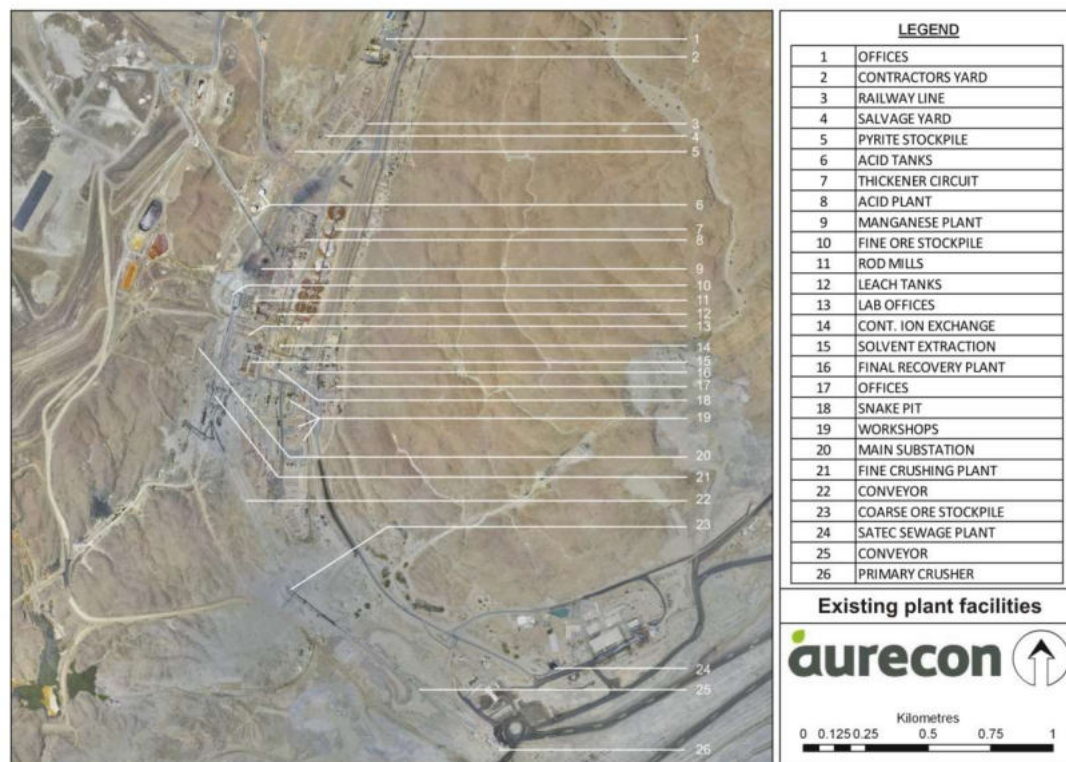 1
2
3
4
5
6
7
8
9
10
11
12
13
14
15
16
17
18
19
20
21
22
23
24
25
26
LEGEND
1 OFFICES
2 CONTRACTORS YARD
3 RAILWAY LINE
4 SALVAGE YARD
5 PYRITE STOCKPILE
6 ACID TANKS
7 THICKENER CIRCUIT
8 ACID PLANT
9 MANGANESE PLANT
10 FINE ORE STOCKPILE
11 ROD MILLS
12 LEACH TANKS
13 LAB OFFICES
14 CONT. ION EXCHANGE
15 SOLVENT EXTRACTION
16 FINAL RECOVERY PLANT
17 OFFICES
18 SNAKE PIT
19 WORKSHOPS
20 MAIN SUBSTATION
21 FINE CRUSHING PLANT
22 CONVEYOR
23 COARSE ORE STOCKPILE
24 SATEC SEWAGE PLANT
25 CONVEYOR
26 PRIMARY CRUSHER
Existing plant facilities
aurecon
Kilometres
0 0.125 0.25 0.5 0.75 1